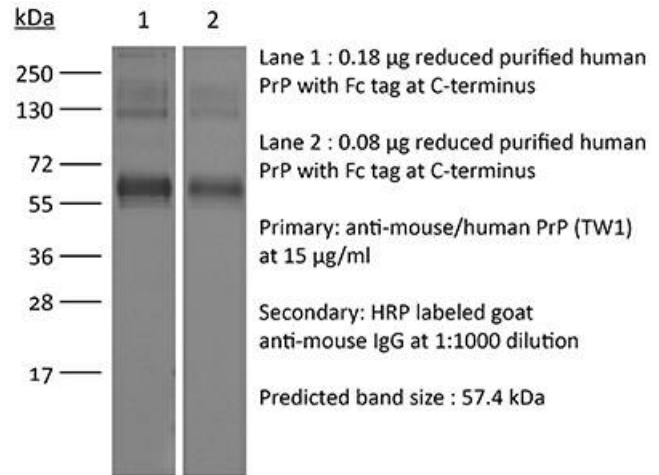 kDa 1 2
250
130
72
55
36
28
17
Lane 1 : 0.18 µg reduced purified human
PrP with Fc tag at C-terminus
Lane 2 : 0.08 µg reduced purified human
PrP with Fc tag at C-terminus
Primary: anti-mouse/human PrP (TW1)
at 15 µg/ml
Secondary: HRP labeled goat
anti-mouse IgG at 1:1000 dilution
Predicted band size : 57.4 kDa